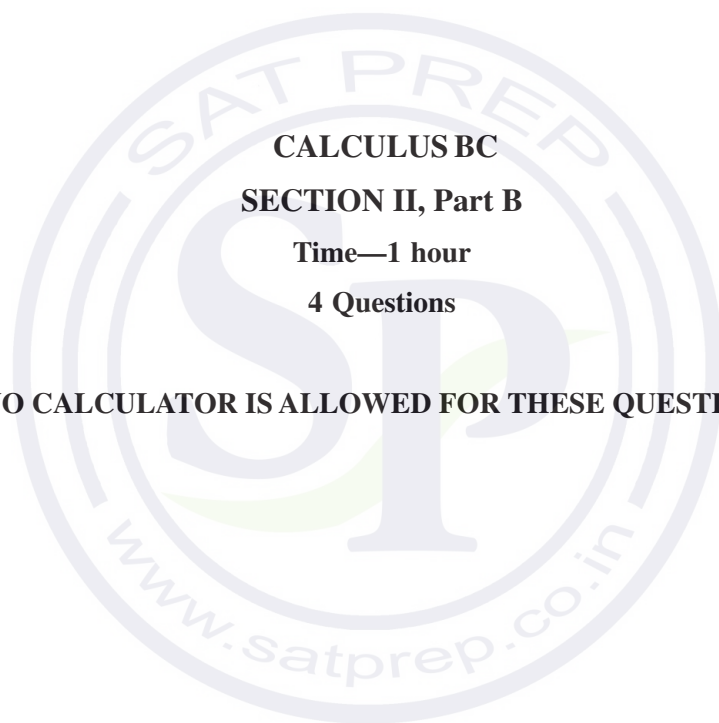 SAT PREP
CALCULUS BC
SECTION II, Part B
Time—1 hour
4 Questions
O CALCULATOR IS ALLOWED FOR THESE QUESTI
SP
www.satprep.co.in